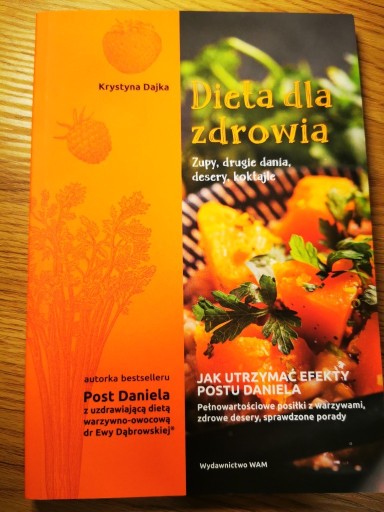 Krystyna Dajka
Dieta dla
zdrowia
Zupy, drugie dania,
desery, koktajle
autorka bestselleru
Post Daniela
z uzdrawiającą dietą
warzywno-owocową
dr Ewy Dąbrowskiej®
JAK UTRZYMAĆ EFEKTY
POSTU DANIELA
Pełnowartościowe posiłki z warzywami,
zdrowe desery, sprawdzone porady
Wydawnictwo WAM